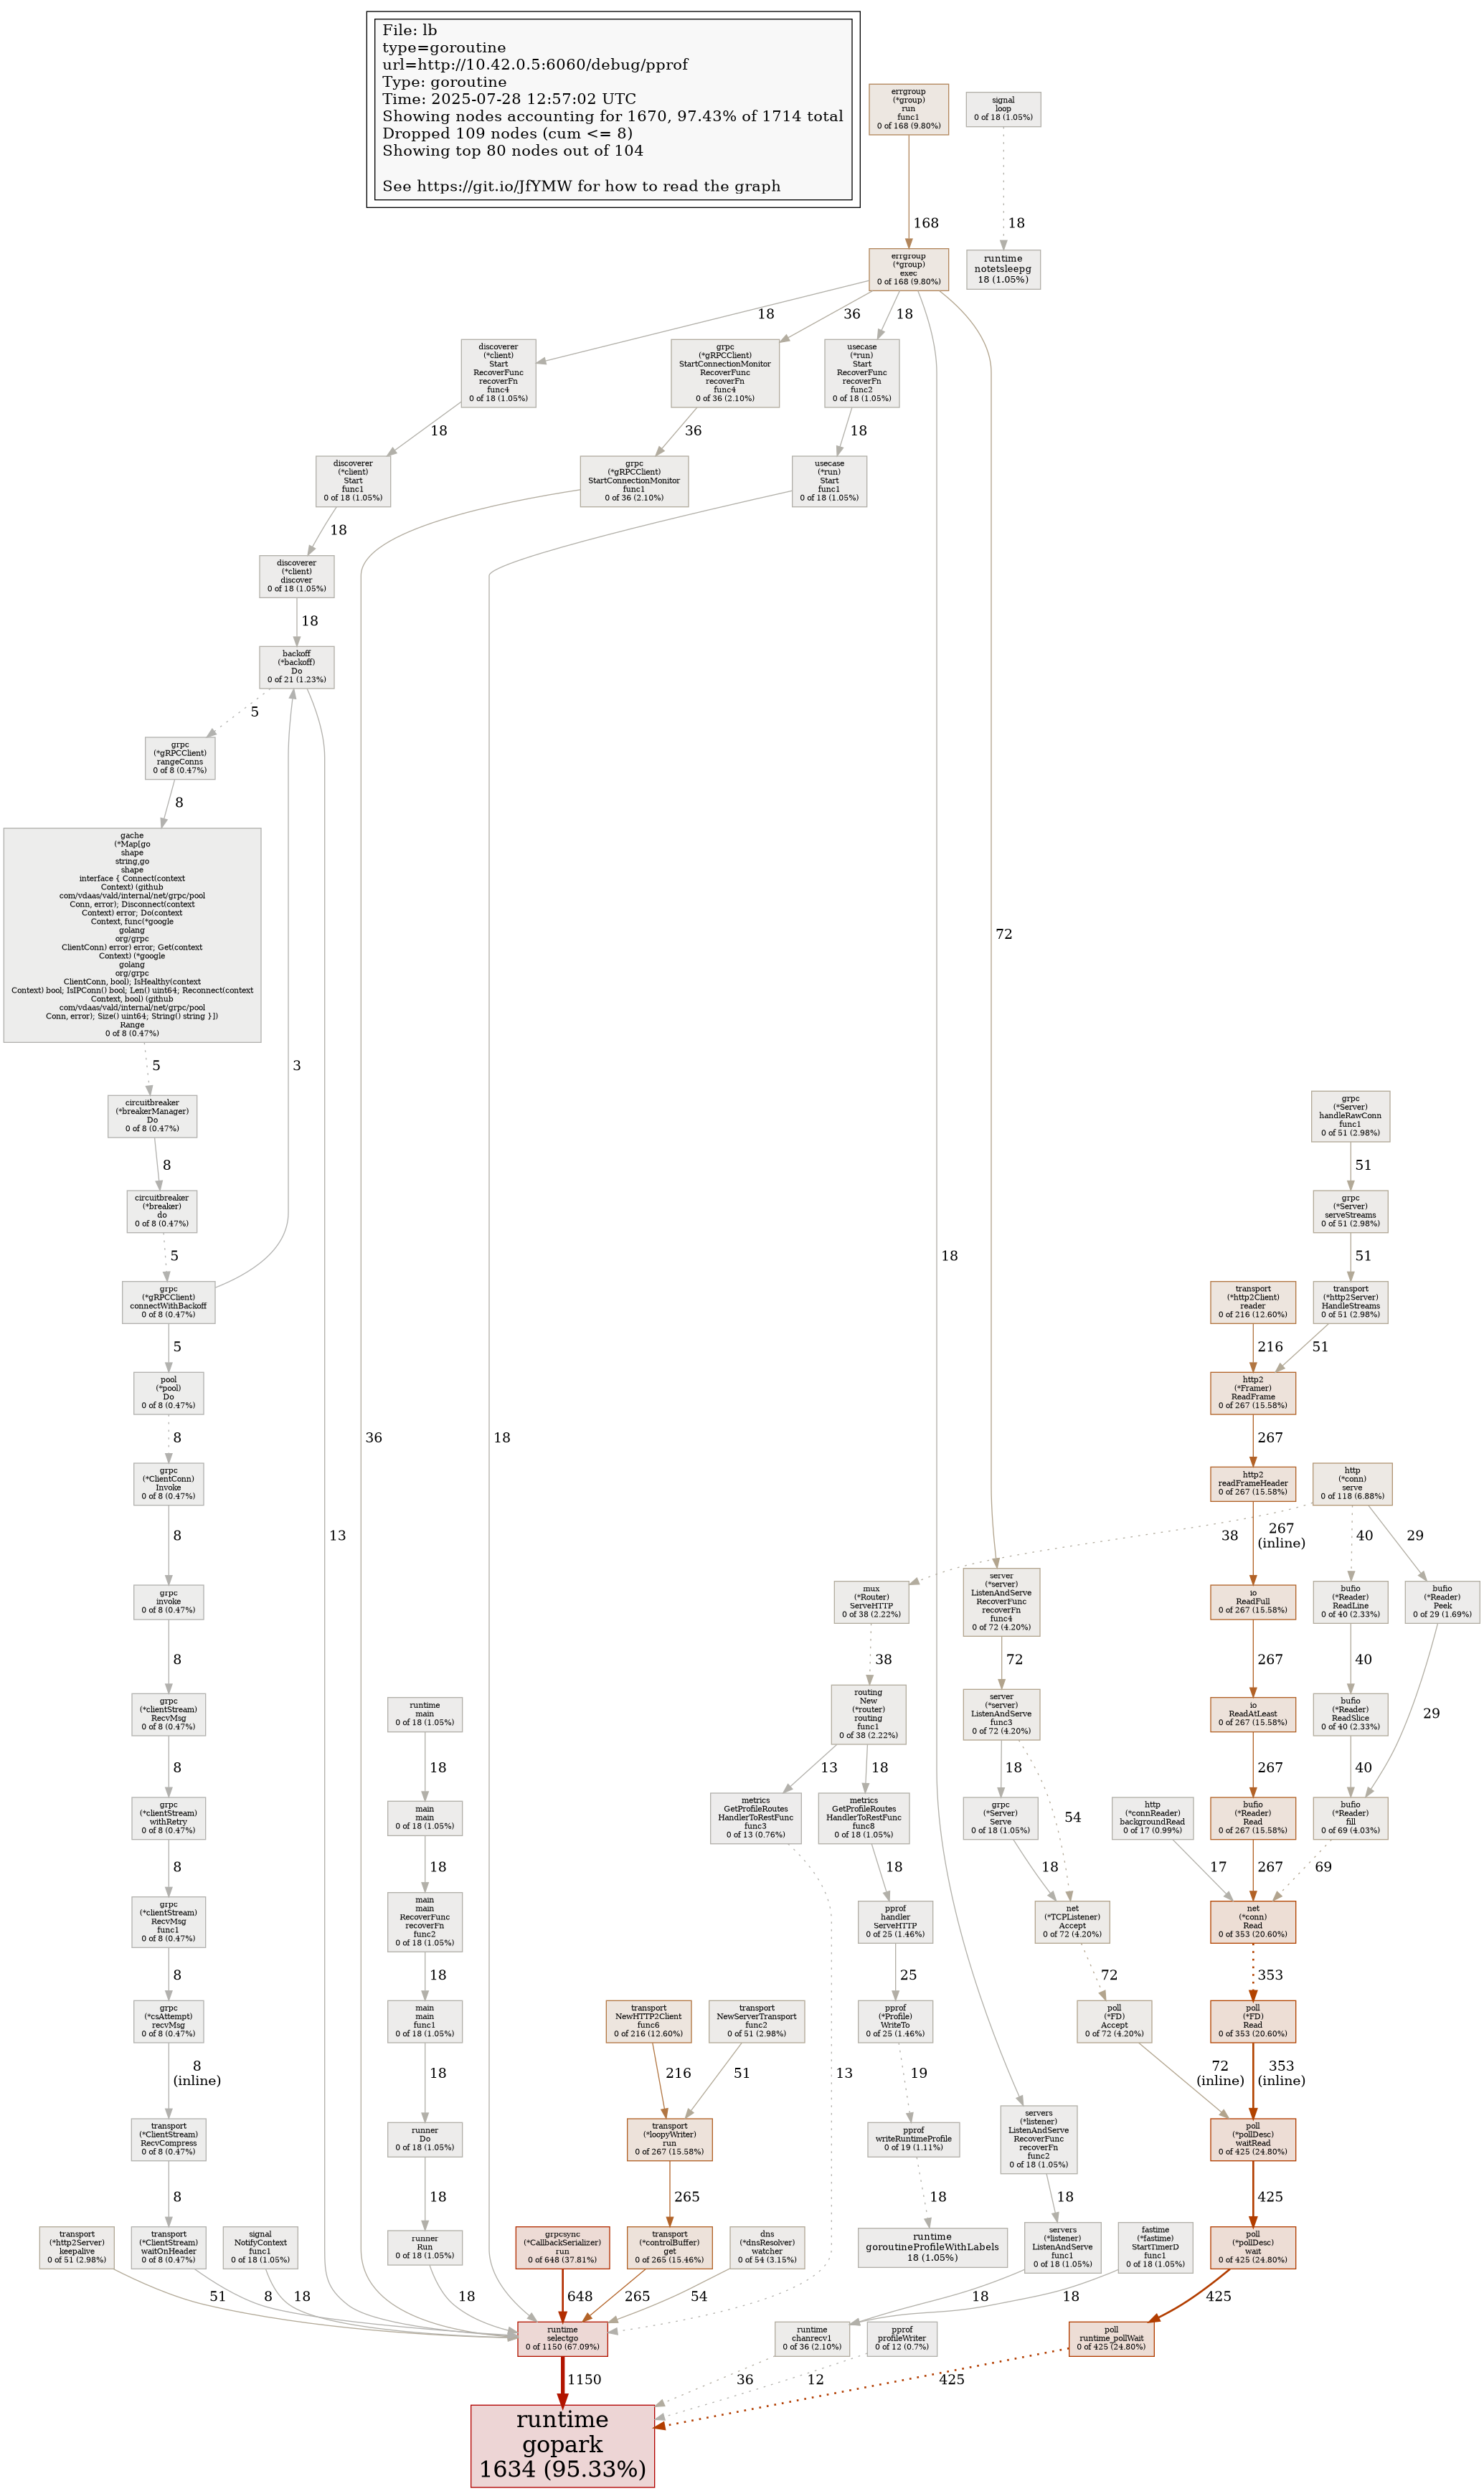 File: lb
type=goroutine
url=http://10.42.0.5:6060/debug/pprof
Type: goroutine
Time: 2025-07-28 12:57:02 UTC
Showing nodes accounting for 1670, 97.43% of 1714 total
Dropped 109 nodes (cum <= 8)
Showing top 80 nodes out of 104
See https://git.io/JfYMW for how to read the graph
errgroup
(*group)
run
func1
0 of 168 (9.80%)
signal
loop
0 of 18 (1.05%)
168
18
errgroup
(*group)
exec
0 of 168 (9.80%)
runtime
notetsleepg
18 (1.05%)
18
36
18
discoverer
(*client)
Start
RecoverFunc
recoverFn
func4
0 of 18 (1.05%)
grpc
(*gRPCClient)
StartConnectionMonitor
RecoverFunc
recoverFn
func4
0 of 36 (2.10%)
usecase
(*run)
Start
RecoverFunc
recoverFn
func2
0 of 18 (1.05%)
18
36
18
discoverer
(*client)
Start
func1
0 of 18 (1.05%)
grpc
(*gRPCClient)
StartConnectionMonitor
func1
0 of 36 (2.10%)
usecase
(*run)
Start
func1
0 of 18 (1.05%)
18
discoverer
(*client)
discover
0 of 18 (1.05%)
18
backoff
(*backoff)
Do
0 of 21 (1.23%)
5
grpc
(*gRPCClient)
rangeConns
0 of 8 (0.47%)
8
gache
(*Map[go
shape
string,go
shape
interface { Connect(context
Context) (github
com/vdaas/vald/internal/net/grpc/pool
Conn, error); Disconnect(context
Context) error; Do(context
Context, func(*google
golang
org/grpc
ClientConn) error) error; Get(context
Context) (*google
golang
org/grpc
ClientConn, bool); IsHealthy(context
Context) bool; IsIPConn() bool; Len() uint64; Reconnect(context
Context, bool) (github
com/vdaas/vald/internal/net/grpc/pool
Conn, error); Size() uint64; String() string }])
Range
0 of 8 (0.47%)
72
5
3
circuitbreaker
(*breakerManager)
Do
0 of 8 (0.47%)
grpc
(*Server)
handleRawConn
func1
0 of 51 (2.98%)
8
51
circuitbreaker
(*breaker)
do
0 of 8 (0.47%)
grpc
(*Server)
serveStreams
0 of 51 (2.98%)
5
18
51
grpc
(*gRPCClient)
connectWithBackoff
0 of 8 (0.47%)
transport
(*http2Client)
reader
0 of 216 (12.60%)
transport
(*http2Server)
HandleStreams
0 of 51 (2.98%)
5
216
51
pool
(*pool)
Do
0 of 8 (0.47%)
http2
(*Framer)
ReadFrame
0 of 267 (15.58%)
8
36
18
267
grpc
(*ClientConn)
Invoke
0 of 8 (0.47%)
http2
readFrameHeader
0 of 267 (15.58%)
http
(*conn)
serve
0 of 118 (6.88%)
8
13
38
267
(inline)
40
29
grpc
invoke
0 of 8 (0.47%)
mux
(*Router)
ServeHTTP
0 of 38 (2.22%)
server
(*server)
ListenAndServe
RecoverFunc
recoverFn
func4
0 of 72 (4.20%)
io
ReadFull
0 of 267 (15.58%)
bufio
(*Reader)
ReadLine
0 of 40 (2.33%)
bufio
(*Reader)
Peek
0 of 29 (1.69%)
8
38
72
267
40
grpc
(*clientStream)
RecvMsg
0 of 8 (0.47%)
runtime
main
0 of 18 (1.05%)
routing
New
(*router)
routing
func1
0 of 38 (2.22%)
server
(*server)
ListenAndServe
func3
0 of 72 (4.20%)
io
ReadAtLeast
0 of 267 (15.58%)
bufio
(*Reader)
ReadSlice
0 of 40 (2.33%)
29
8
18
13
18
18
54
267
40
grpc
(*clientStream)
withRetry
0 of 8 (0.47%)
main
main
0 of 18 (1.05%)
metrics
GetProfileRoutes
HandlerToRestFunc
func3
0 of 13 (0.76%)
metrics
GetProfileRoutes
HandlerToRestFunc
func8
0 of 18 (1.05%)
grpc
(*Server)
Serve
0 of 18 (1.05%)
http
(*connReader)
backgroundRead
0 of 17 (0.99%)
bufio
(*Reader)
Read
0 of 267 (15.58%)
bufio
(*Reader)
fill
0 of 69 (4.03%)
8
18
18
18
17
267
69
grpc
(*clientStream)
RecvMsg
func1
0 of 8 (0.47%)
main
main
RecoverFunc
recoverFn
func2
0 of 18 (1.05%)
pprof
handler
ServeHTTP
0 of 25 (1.46%)
net
(*TCPListener)
Accept
0 of 72 (4.20%)
net
(*conn)
Read
0 of 353 (20.60%)
8
18
25
72
353
grpc
(*csAttempt)
recvMsg
0 of 8 (0.47%)
main
main
func1
0 of 18 (1.05%)
transport
NewHTTP2Client
func6
0 of 216 (12.60%)
transport
NewServerTransport
func2
0 of 51 (2.98%)
pprof
(*Profile)
WriteTo
0 of 25 (1.46%)
poll
(*FD)
Accept
0 of 72 (4.20%)
poll
(*FD)
Read
0 of 353 (20.60%)
8
(inline)
18
216
51
13
19
72
(inline)
353
(inline)
transport
(*ClientStream)
RecvCompress
0 of 8 (0.47%)
runner
Do
0 of 18 (1.05%)
transport
(*loopyWriter)
run
0 of 267 (15.58%)
pprof
writeRuntimeProfile
0 of 19 (1.11%)
servers
(*listener)
ListenAndServe
RecoverFunc
recoverFn
func2
0 of 18 (1.05%)
poll
(*pollDesc)
waitRead
0 of 425 (24.80%)
8
18
265
18
18
425
transport
(*http2Server)
keepalive
0 of 51 (2.98%)
transport
(*ClientStream)
waitOnHeader
0 of 8 (0.47%)
signal
NotifyContext
func1
0 of 18 (1.05%)
runner
Run
0 of 18 (1.05%)
grpcsync
(*CallbackSerializer)
run
0 of 648 (37.81%)
transport
(*controlBuffer)
get
0 of 265 (15.46%)
dns
(*dnsResolver)
watcher
0 of 54 (3.15%)
runtime
goroutineProfileWithLabels
18 (1.05%)
servers
(*listener)
ListenAndServe
func1
0 of 18 (1.05%)
fastime
(*fastime)
StartTimerD
func1
0 of 18 (1.05%)
poll
(*pollDesc)
wait
0 of 425 (24.80%)
51
8
18
18
648
265
54
18
18
425
runtime
selectgo
0 of 1150 (67.09%)
runtime
chanrecv1
0 of 36 (2.10%)
pprof
profileWriter
0 of 12 (0.7%)
poll
runtime_pollWait
0 of 425 (24.80%)
1150
36
12
425
runtime
gopark
1634 (95.33%)